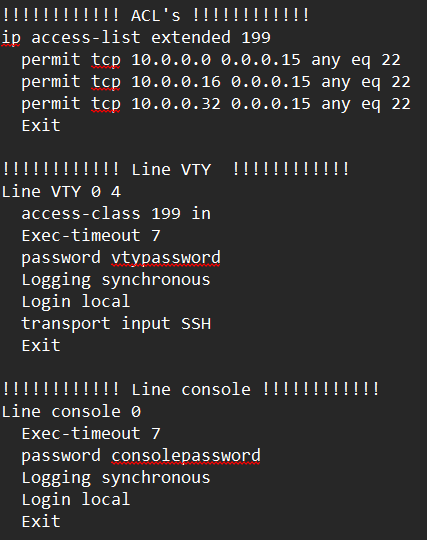 !!!!!!!!!!!! ACL's !!!!!!!!!!!!
ip access-list extended 199
permit tcp 10.0.0.0 0.0.0.15 any eq 22
permit tcp 10.0.0.16 0.0.0.15 any eq 22
permit tcp 10.0.0.32 0.0.0.15 any eq 22
Exit
!!!!!!!!!!!! Line VTY !!!!!!!!!!!!
Line VTY 0 4
access-class 199 in
Exec-timeout 7
password vtypassword
Logging synchronous
Login local
transport input SSH
Exit
!!!!!!!!!!!! Line console !!!!!!!!!!!!
Line console 0
Exec-timeout 7
password consolepassword
Logging synchronous
Login local
Exit